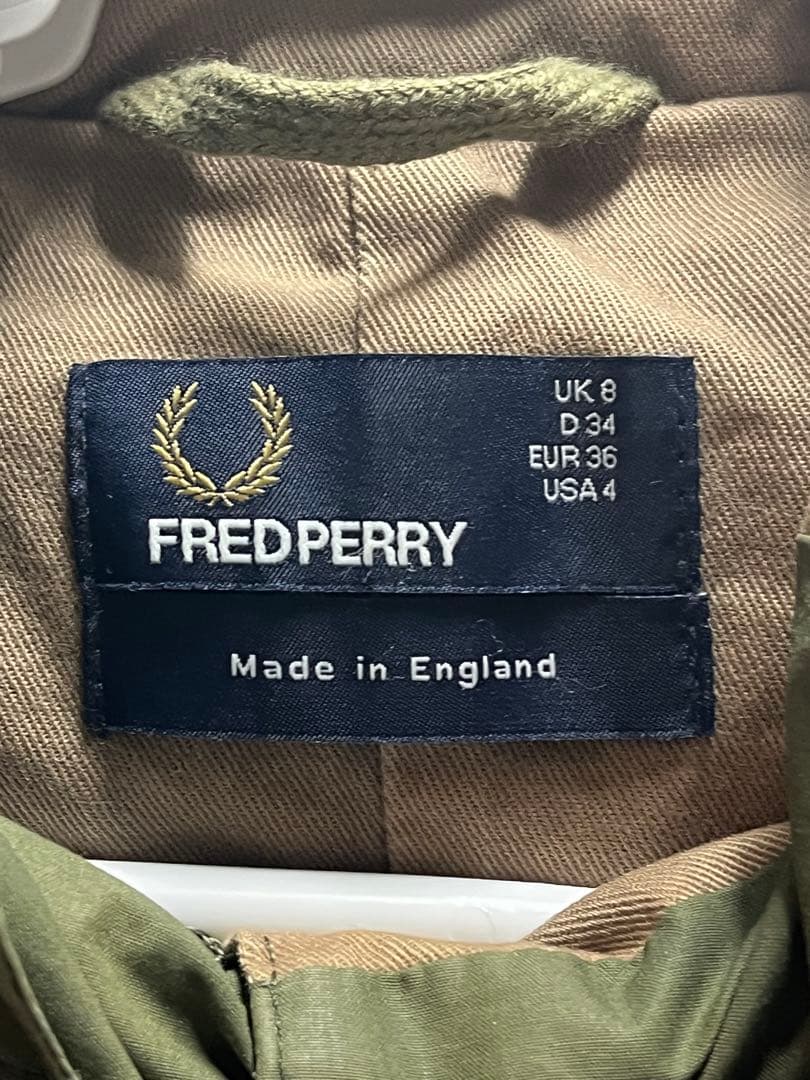 UK 8
D 34
EUR 36
USA 4
FRED PERRY
Made in England